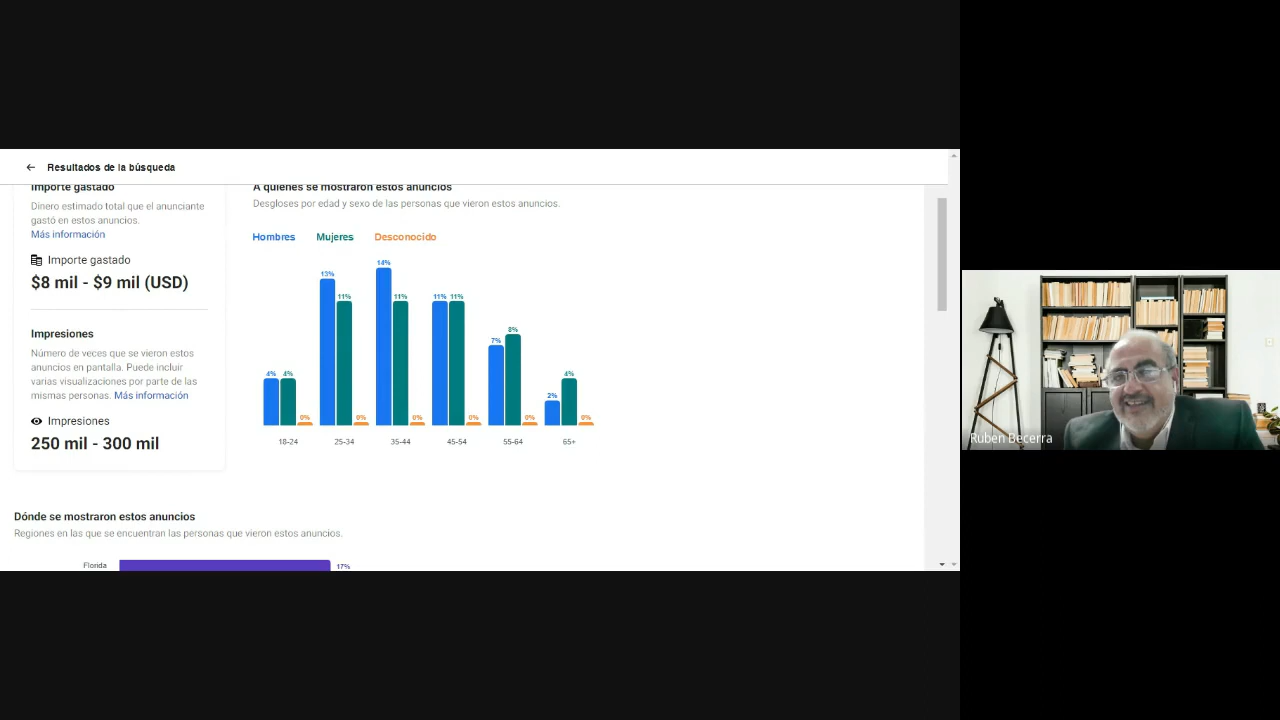 Resultados de la búsqueda
Importe gastado
Dinero estimado total que el anunciante
gastó en estos anuncios.
Más información
Importe gastado
$8 mil - $9 mil (USD)
Impresiones
Número de veces que se vieron estos
anuncios en pantalla. Puede incluir
varias visualizaciones por parte de las
mismas personas. Más información
Impresiones
250 mil - 300 mil
A quiénes se mostraron estos anuncios
Desgloses por edad y sexo de las personas que vieron estos anuncios.
Hombres Mujeres Desconocido
4% 4% 0%
13% 11% 0%
14% 11% 0%
11% 11% 0%
7% 8% 0%
2% 4% 0%
18-24 25-34 35-44 45-54 55-64 65+
Dónde se mostraron estos anuncios
Regiones en las que se encuentran las personas que vieron estos anuncios.
Florida 17%
Ruben Becerra